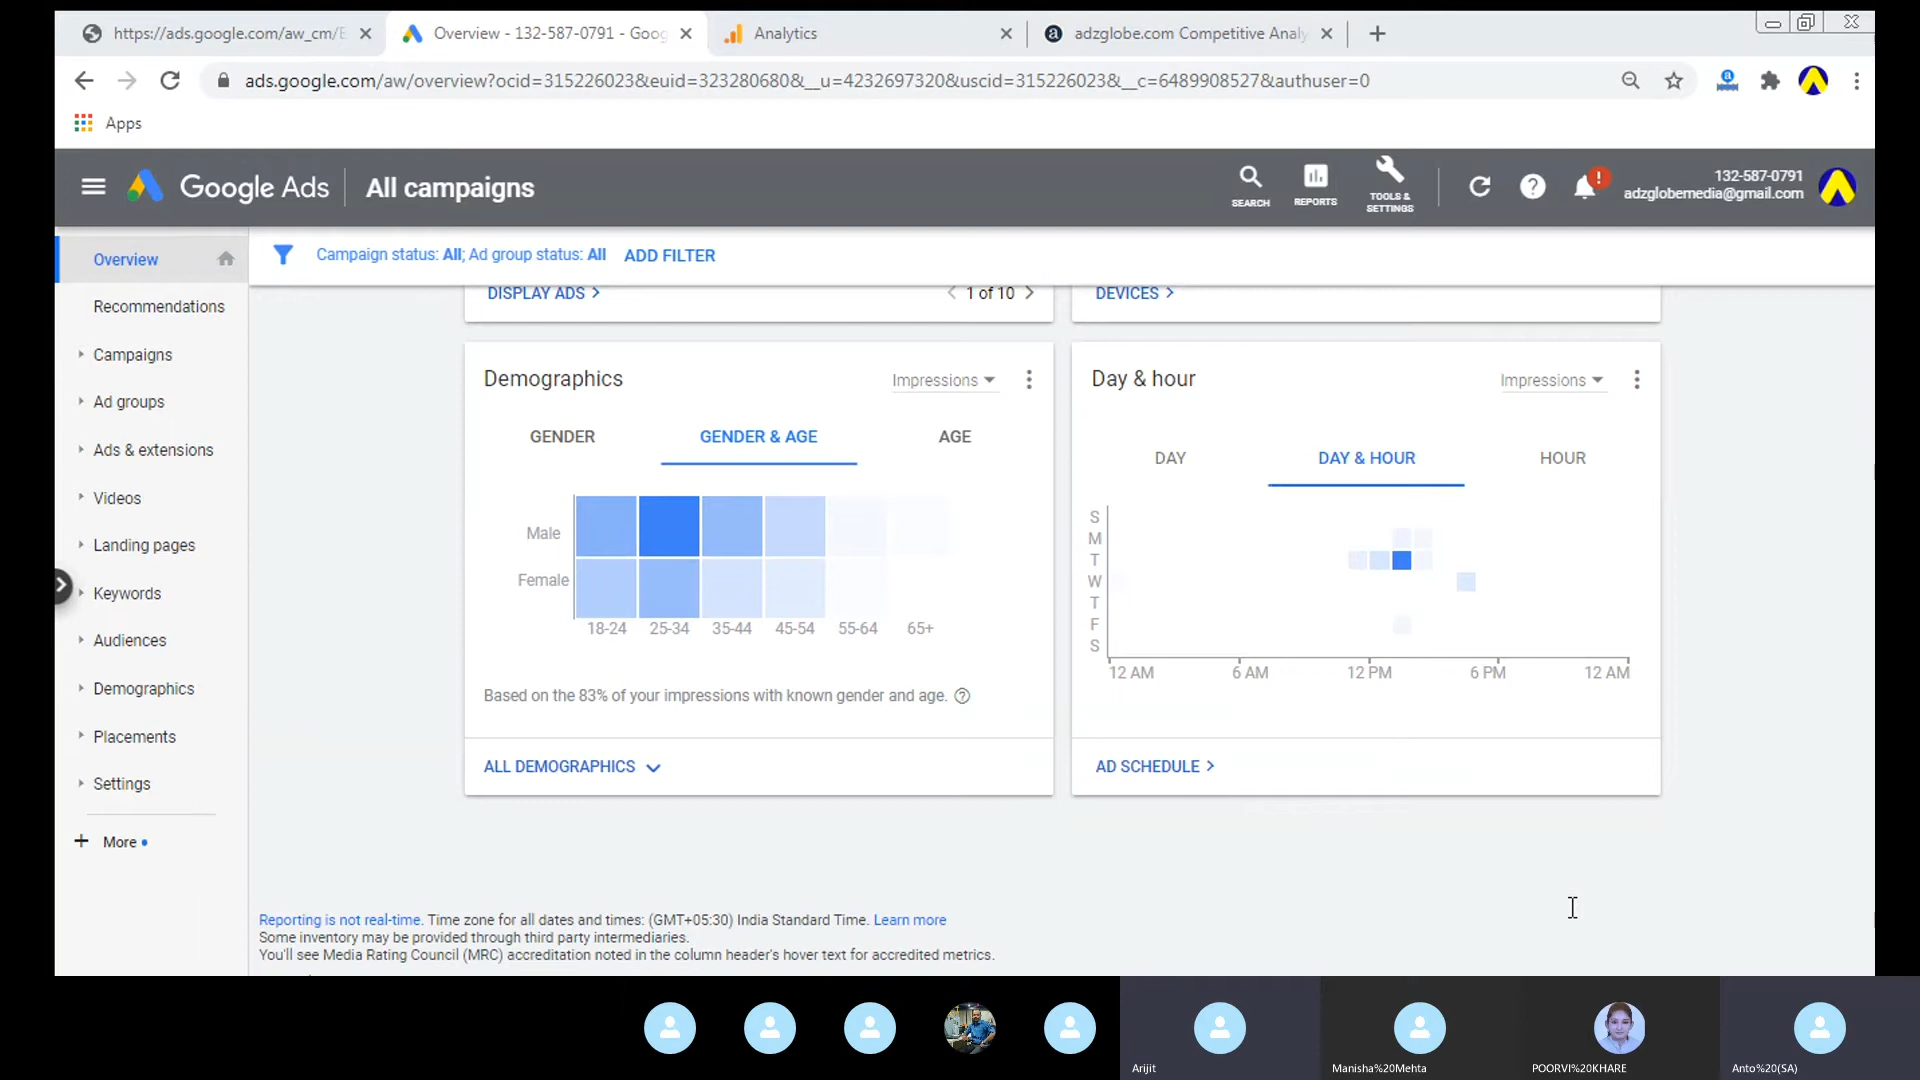 https://ads.google.com/aw_cm/E
Overview - 132-587-0791 - Goog
Analytics
adzglobe.com Competitive Analy
ads.google.com/aw/overview?ocid=315226023&euid=323280680&__u=4232697320&uscid=315226023&__c=6489908527&authuser=0
Apps
Google Ads
All campaigns
SEARCH
REPORTS
TOOLS & SETTINGS
132-587-0791
adzglobemedia@gmail.com
Overview
Recommendations
Campaigns
Ad groups
Ads & extensions
Videos
Landing pages
Keywords
Audiences
Demographics
Placements
Settings
More
Campaign status: All; Ad group status: All ADD FILTER
DISPLAY ADS
1 of 10
DEVICES
Demographics
Impressions
GENDER
GENDER & AGE
AGE
Male
Female
18-24 25-34 35-44 45-54 55-64 65+
Based on the 83% of your impressions with known gender and age.
ALL DEMOGRAPHICS
Day & hour
Impressions
DAY
DAY & HOUR
HOUR
S
M
T
W
T
F
S
12 AM 6 AM 12 PM 6 PM 12 AM
AD SCHEDULE
Reporting is not real-time. Time zone for all dates and times: (GMT+05:30) India Standard Time. Learn more
Some inventory may be provided through third party intermediaries.
You'll see Media Rating Council (MRC) accreditation noted in the column header's hover text for accredited metrics.
Arijit
Manisha%20Mehta
POORVI%20KHARE
Anto%20(SA)